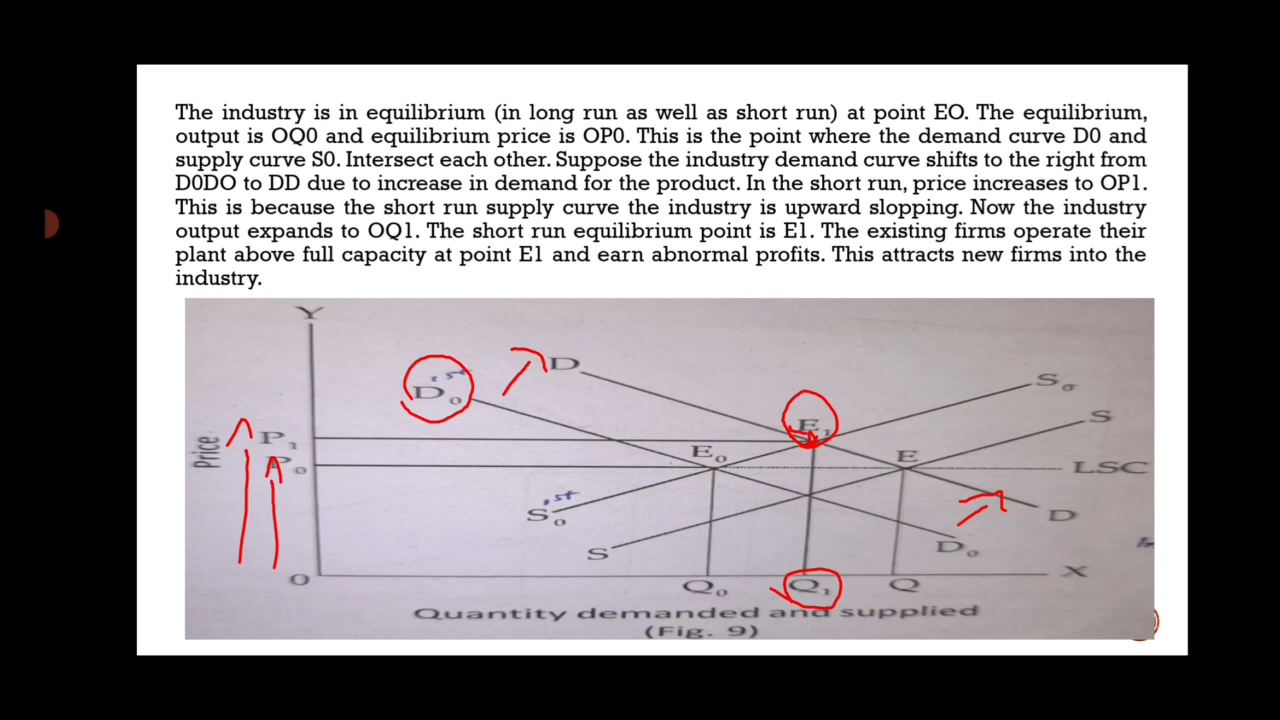 The industry is in equilibrium (in long run as well as short run) at point EO. The equilibrium,
output is OQ0 and equilibrium price is OP0. This is the point where the demand curve D0 and
supply curve S0. Intersect each other. Suppose the industry demand curve shifts to the right from
D0DO to DD due to increase in demand for the product. In the short run, price increases to OP1.
This is because the short run supply curve the industry is upward slopping. Now the industry
output expands to OQ1. The short run equilibrium point is E1. The existing firms operate their
plant above full capacity at point E1 and earn abnormal profits. This attracts new firms into the
industry.
Y
D
D₀ 1st
S₀
S
Price
P₁
E₁
E₀
E
P₀
LSC
1st
S₀
D
S
D₀
O
X
Q₀
Q₁
Q
Quantity demanded and supplied
(Fig. 9)